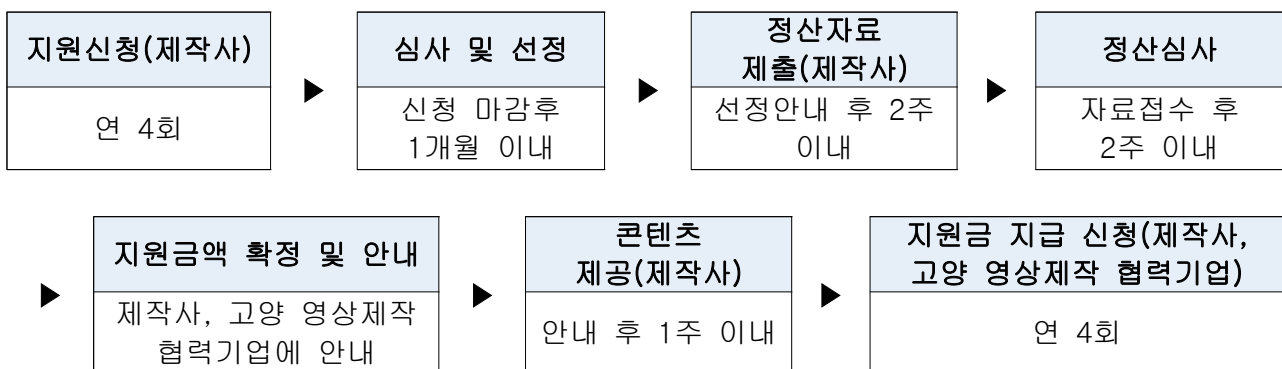 지원신청(제작사)
연 4회
▶
심사 및 선정
신청 마감후
1개월 이내
▶
정산자료
제출(제작사)
선정안내 후 2주
이내
▶
정산심사
자료접수 후
2주 이내
▶
지원금액 확정 및 안내
제작사, 고양 영상제작
협력기업에 안내
▶
콘텐츠
제공(제작사)
안내 후 1주 이내
▶
지원금 지급 신청(제작사,
고양 영상제작 협력기업)
연 4회